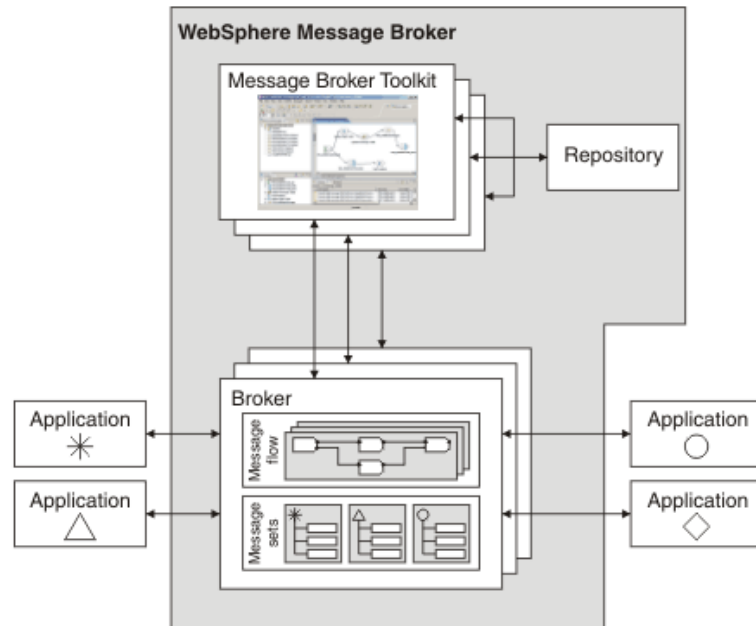 WebSphere Message Broker
Message Broker Toolkit
Repository
Broker
Message
flow
Message
sets
Application
Application
Application
Application